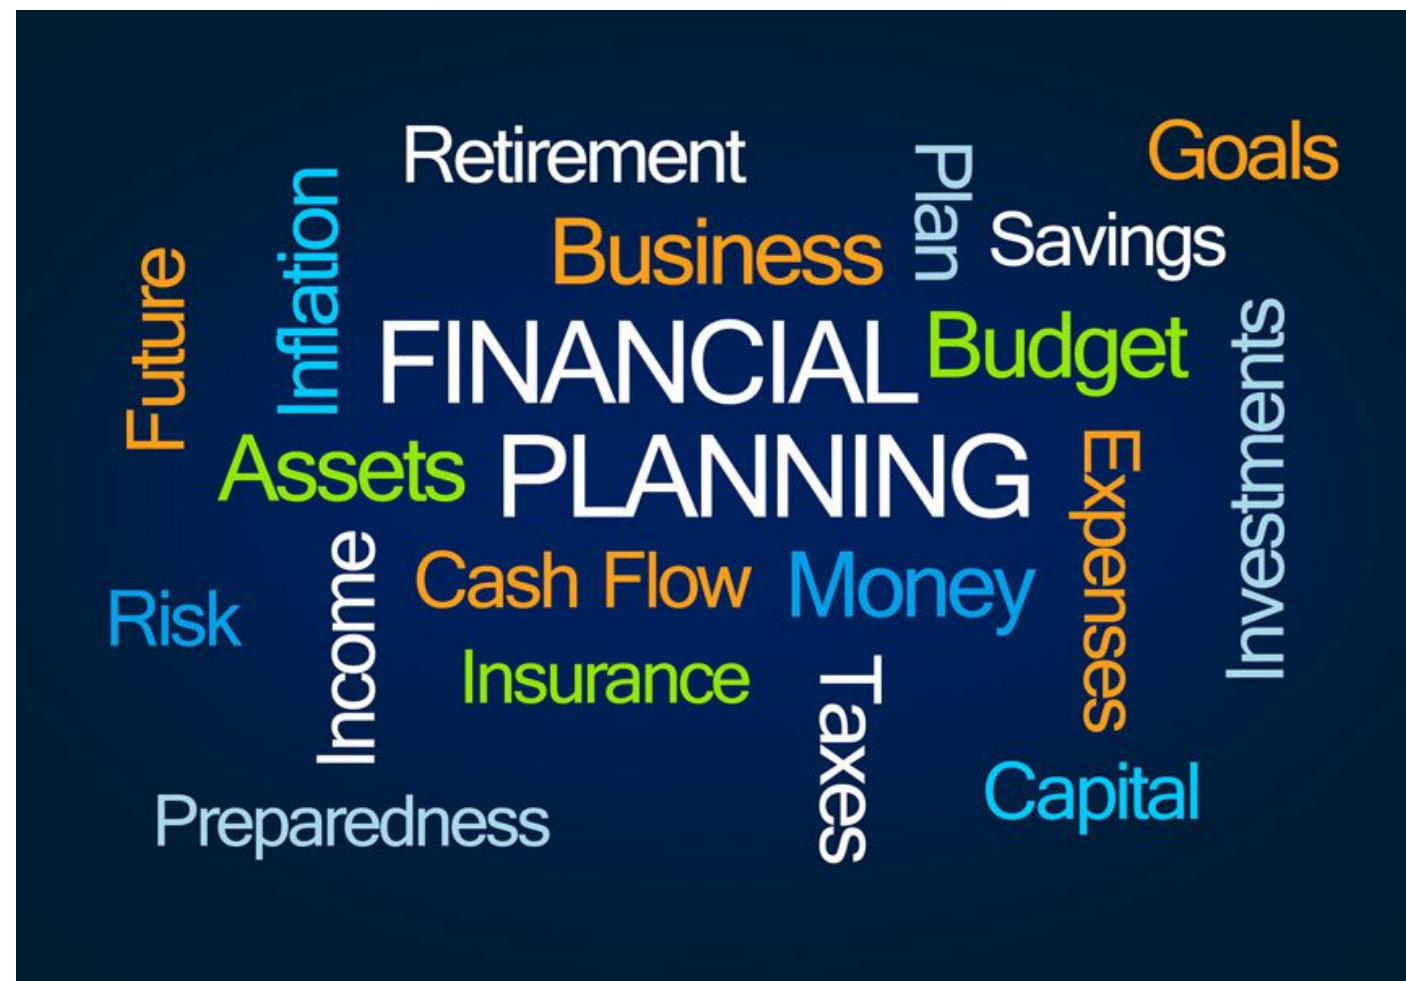 Retirement
Plan
Goals
Inflation
Business
Savings
Future
FINANCIAL
Budget
Investments
Assets
PLANNING
Expenses
Income
Cash Flow
Money
Risk
Insurance
Taxes
Capital
Preparedness